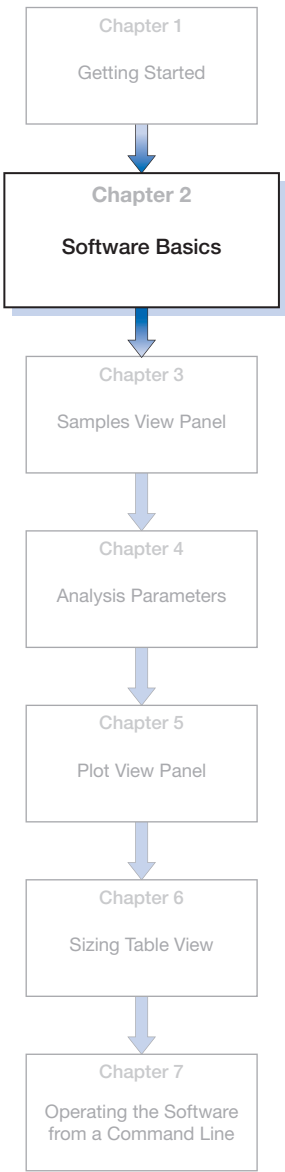 Chapter 1
Getting Started
Chapter 2
Software Basics
Chapter 3
Samples View Panel
Chapter 4
Analysis Parameters
Chapter 5
Plot View Panel
Chapter 6
Sizing Table View
Chapter 7
Operating the Software
from a Command Line